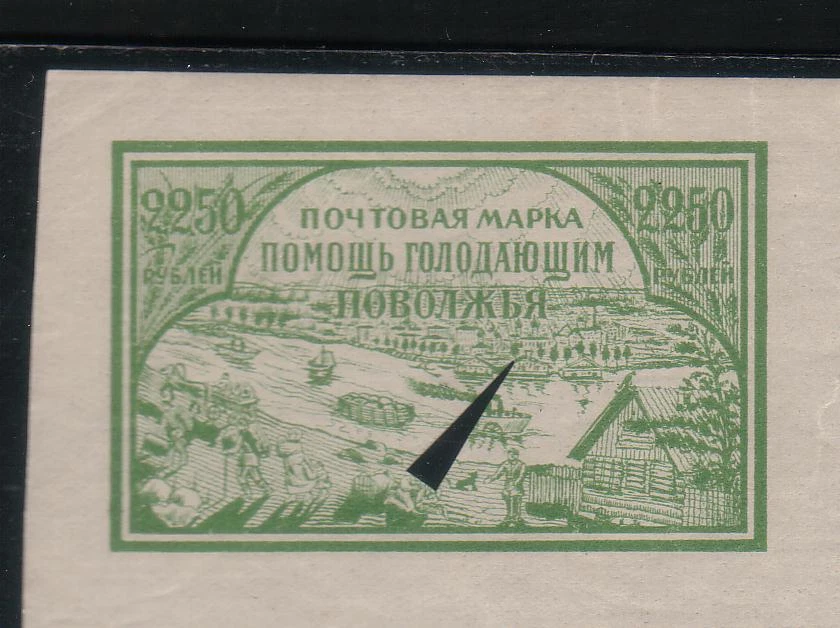 2250 2250
ПОЧТОВАЯ МАРКА
ПОМОЩЬ ГОЛОДАЮЩИМ
РУБЛЕЙ РУБЛЕЙ
ПОВОЛЖЬЯ